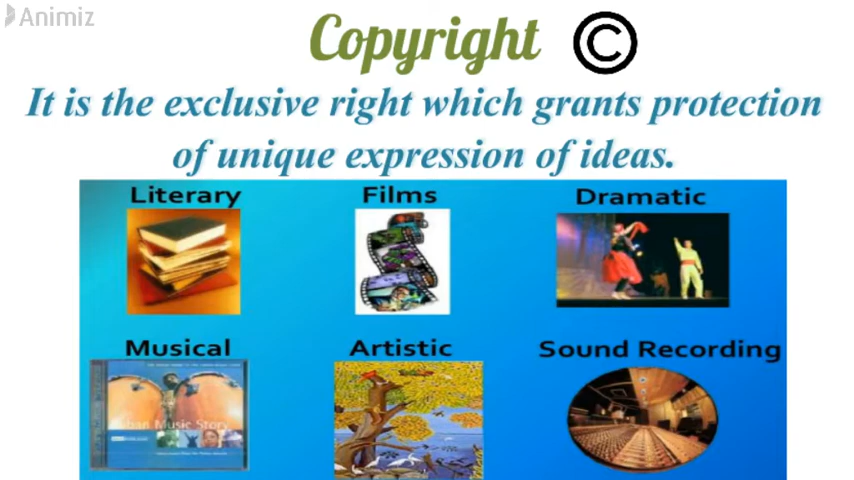 Animiz
Copyright ©
It is the exclusive right which grants protection
of unique expression of ideas.
Literary Films Dramatic
Musical Artistic Sound Recording
Music Story